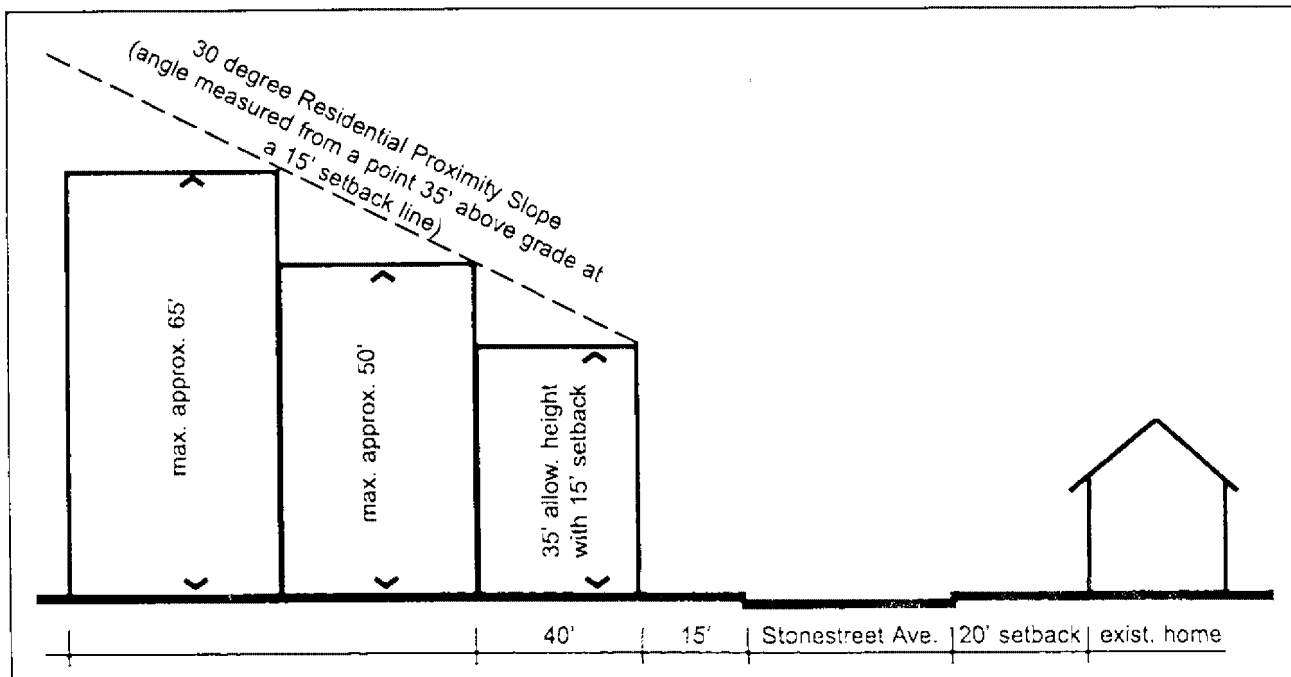 30 degree Residential Proximity Slope
(angle measured from a point 35' above grade at
a 15' setback line)
max. approx. 65'
max. approx. 50'
35' allow. height
with 15' setback
40'
15'
Stonestreet Ave.
20' setback
exist. home